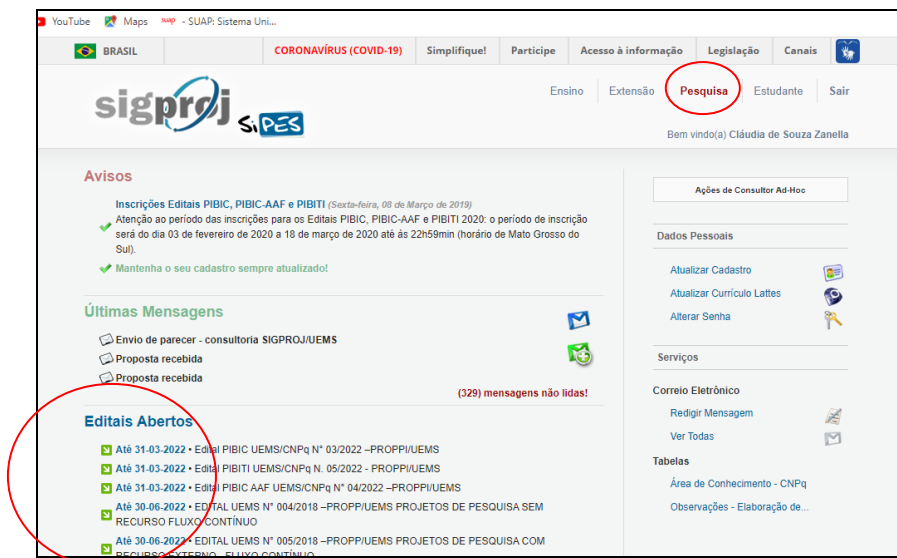 YouTube Maps suap - SUAP: Sistema Uni...
BRASIL CORONAVÍRUS (COVID-19) Simplifique! Participe Acesso à informação Legislação Canais
sigproj SiPES
Ensino Extensão Pesquisa Estudante Sair
Bem vindo(a) Cláudia de Souza Zanella
Avisos
Inscrições Editais PIBIC, PIBIC-AAF e PIBITI (Sexta-feira, 08 de Março de 2019)
Atenção ao período das inscrições para os Editais PIBIC, PIBIC-AAF e PIBITI 2020: o período de inscrição
será do dia 03 de fevereiro de 2020 a 18 de março de 2020 até ás 22h59min (horário de Mato Grosso do
Sul).
Mantenha o seu cadastro sempre atualizado!
Últimas Mensagens
Envio de parecer - consultoria SIGPROJ/UEMS
Proposta recebida
Proposta recebida
(329) mensagens não lidas!
Editais Abertos
Até 31-03-2022 • Edital PIBIC UEMS/CNPq N° 03/2022 –PROPPI/UEMS
Até 31-03-2022 • Edital PIBITI UEMS/CNPq N. 05/2022 - PROPPI/UEMS
Até 31-03-2022 • Edital PIBIC AAF UEMS/CNPq N° 04/2022 –PROPPI/UEMS
Até 30-06-2022 • EDITAL UEMS N° 004/2018 –PROPP/UEMS PROJETOS DE PESQUISA SEM
RECURSO FLUXO CONTÍNUO
Até 30-06-2022 • EDITAL UEMS N° 005/2018 –PROPP/UEMS PROJETOS DE PESQUISA COM
RECURSO EXTERNO - FLUXO CONTÍNUO
Ações de Consultor Ad-Hoc
Dados Pessoais
Atualizar Cadastro
Atualizar Currículo Lattes
Alterar Senha
Serviços
Correio Eletrônico
Redigir Mensagem
Ver Todas
Tabelas
Área de Conhecimento - CNPq
Observações - Elaboração de...